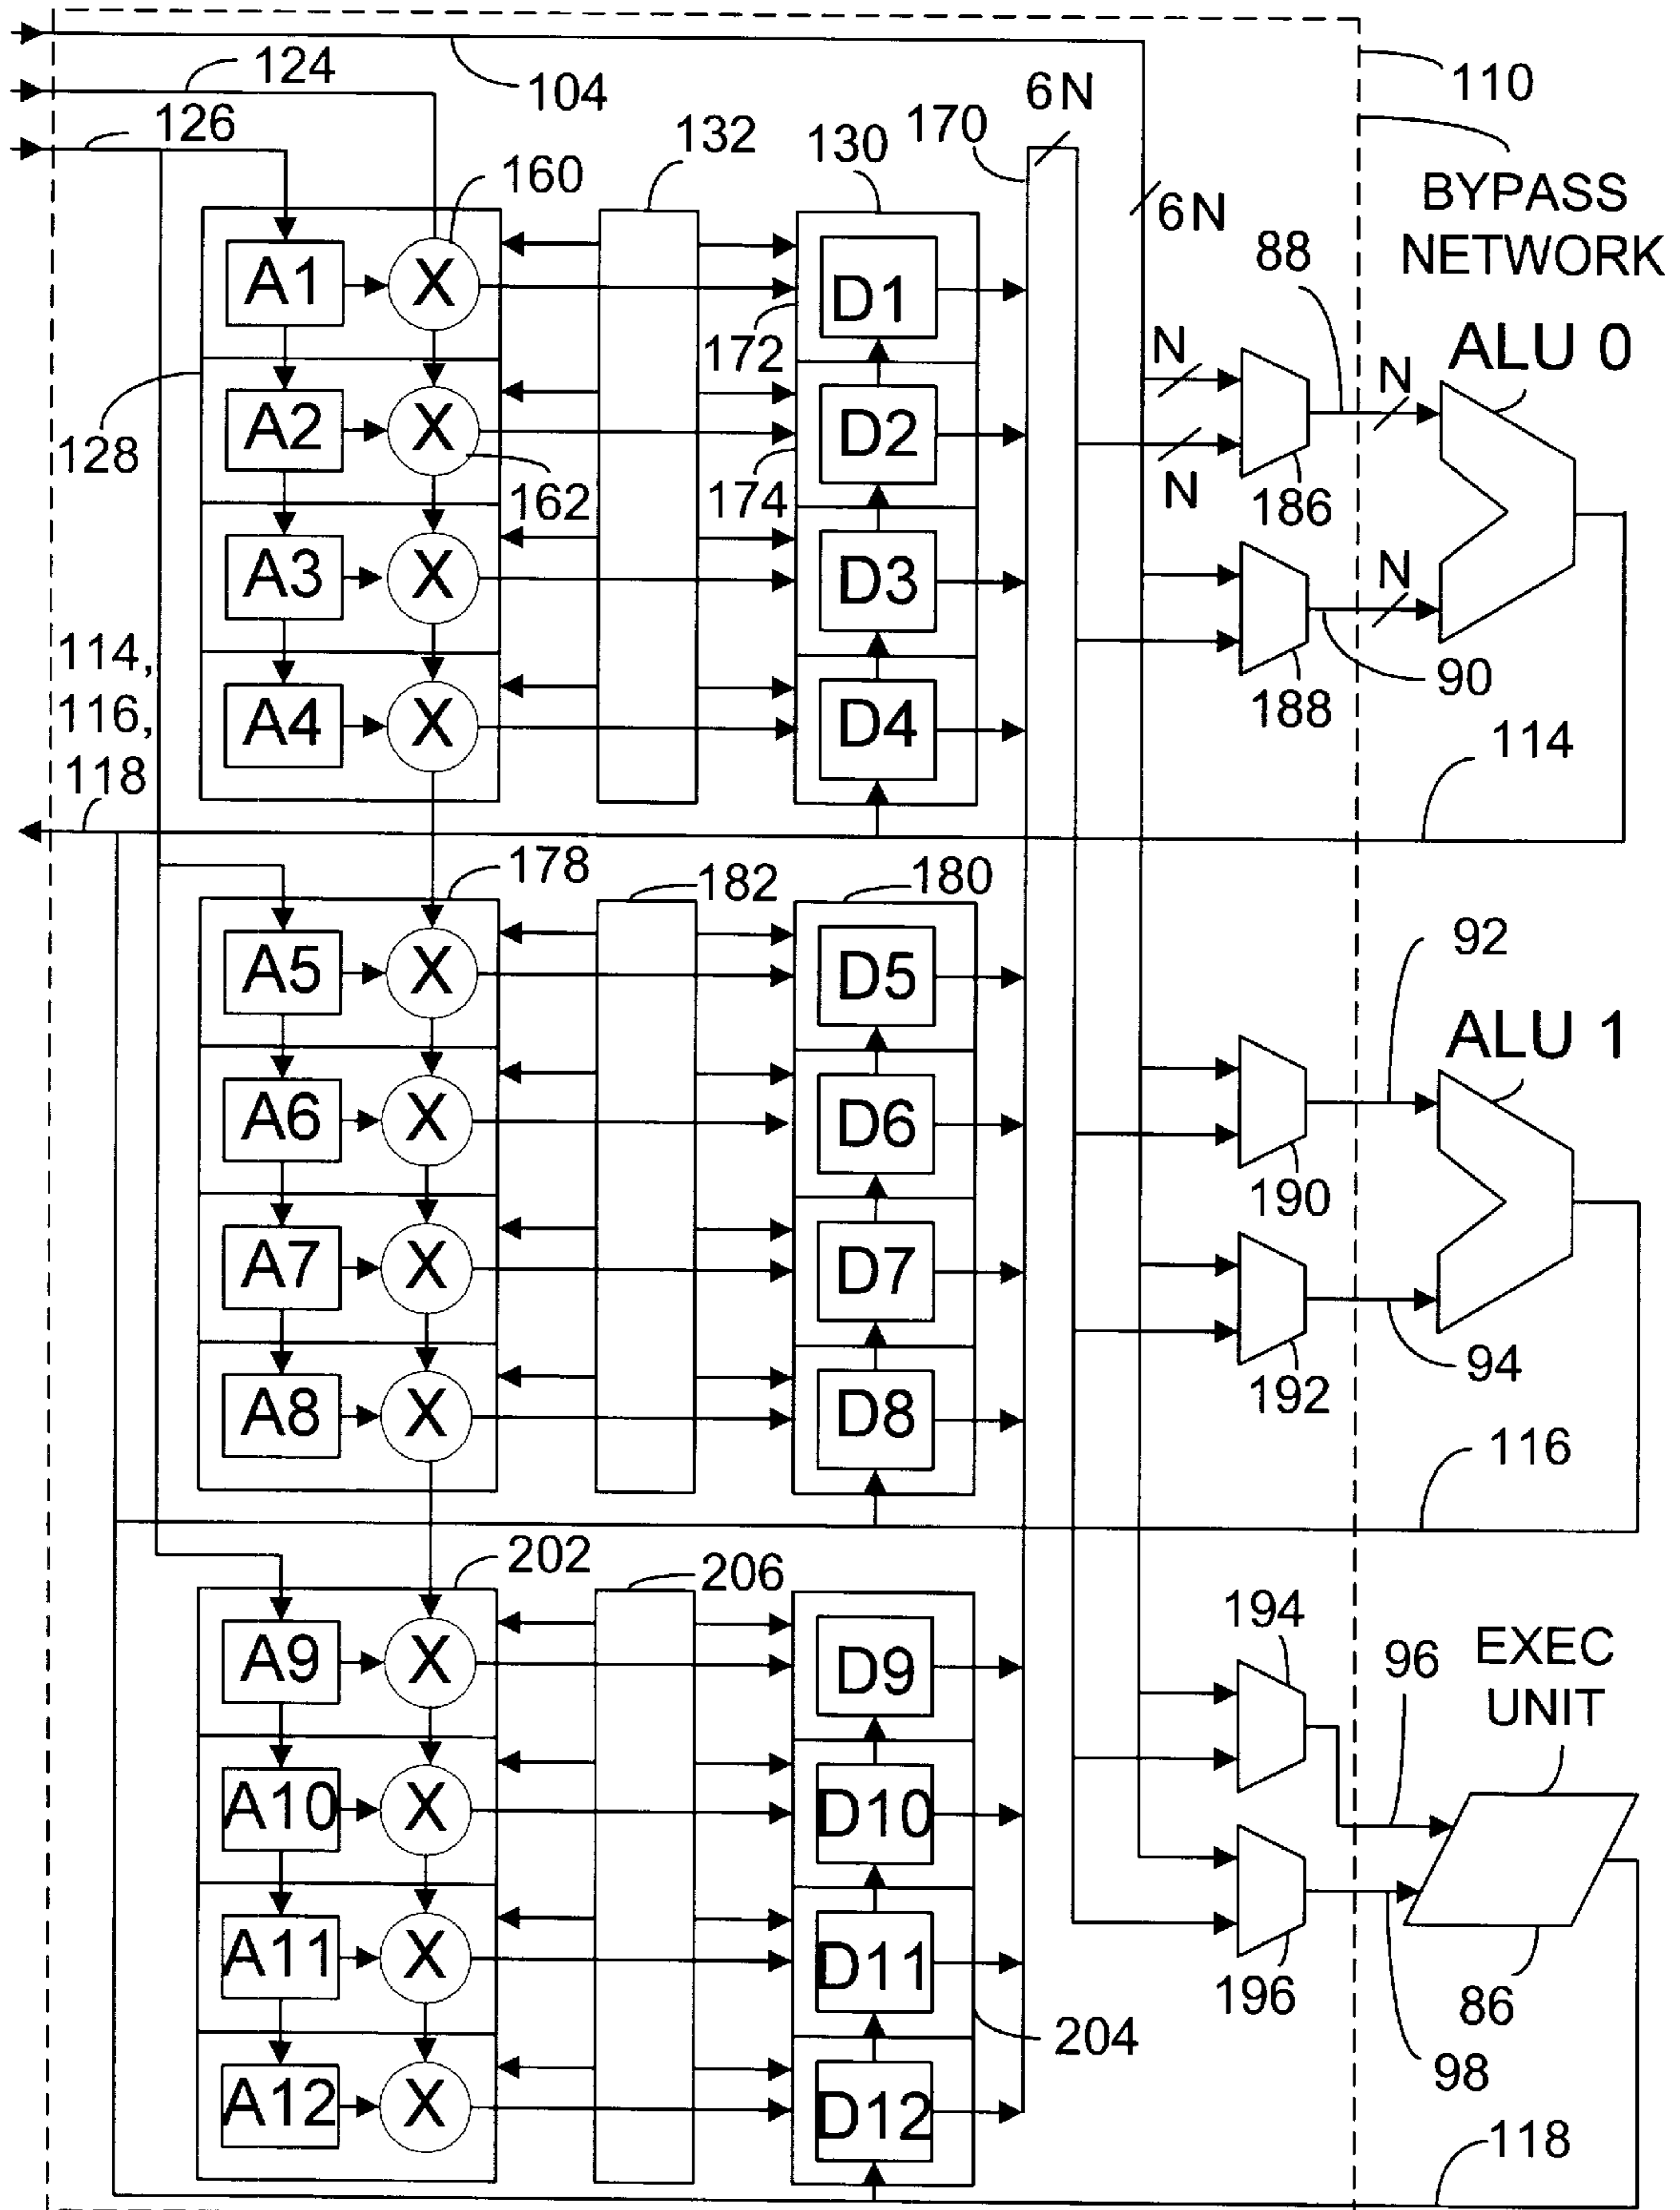 124
104
110
6N
126
132
130
170
160
6N
BYPASS
NETWORK
88
A1
X
D1
172
ALU 0
N
N
128
A2
X
D2
162
174
N
186
A3
X
D3
N
114,
116,
118
90
188
A4
X
D4
114
178
182
180
92
A5
X
D5
ALU 1
A6
X
D6
190
A7
X
D7
94
192
A8
X
D8
116
202
206
194
EXEC
UNIT
96
A9
X
D9
A10
X
D10
A11
X
D11
196
86
204
98
A12
X
D12
118